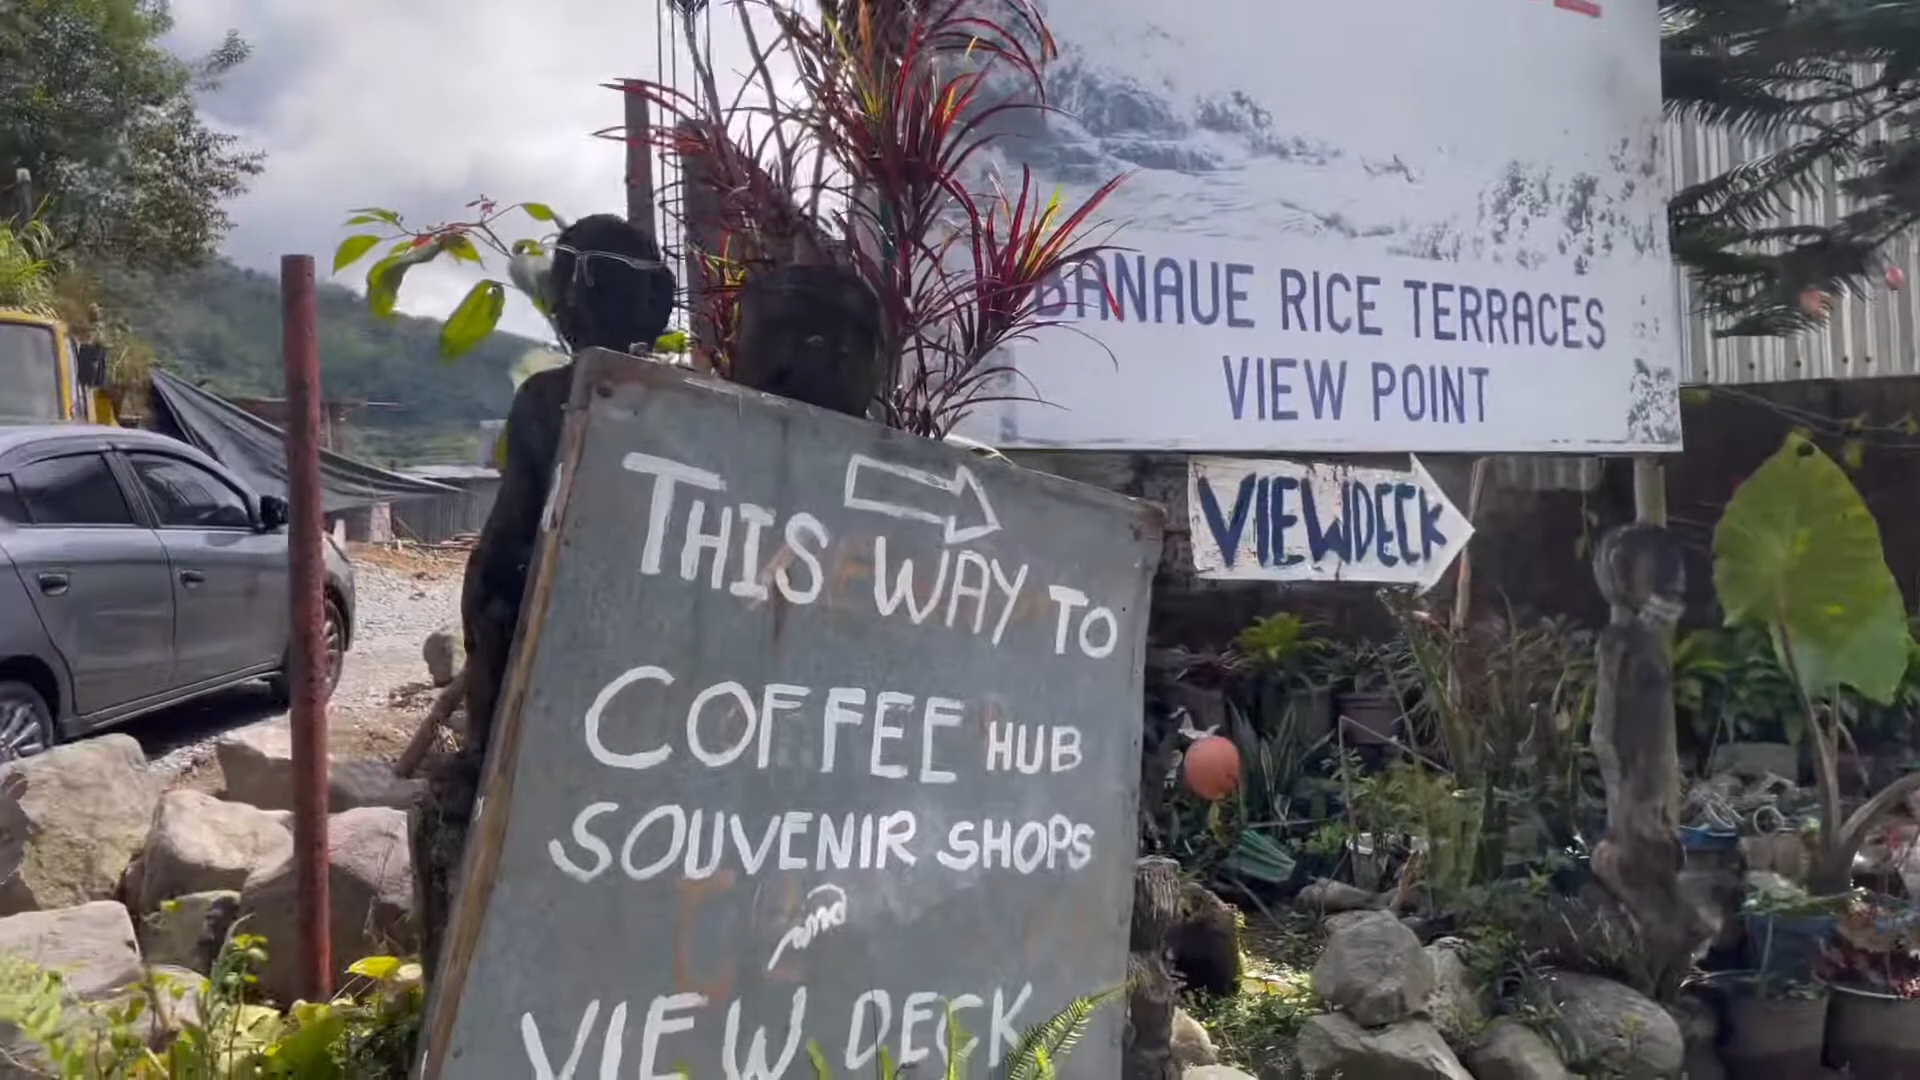 BANAUE RICE TERRACES
VIEW POINT
VIEWDECK
THIS WAY TO
COFFEE HUB
SOUVENIR SHOPS
and
VIEW DECK